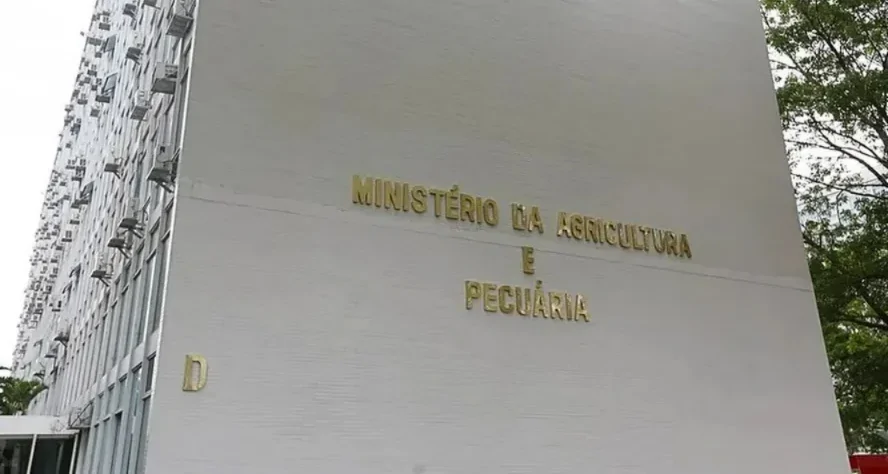 MINISTÉRIO DA AGRICULTURA
E
PECUÁRIA
D